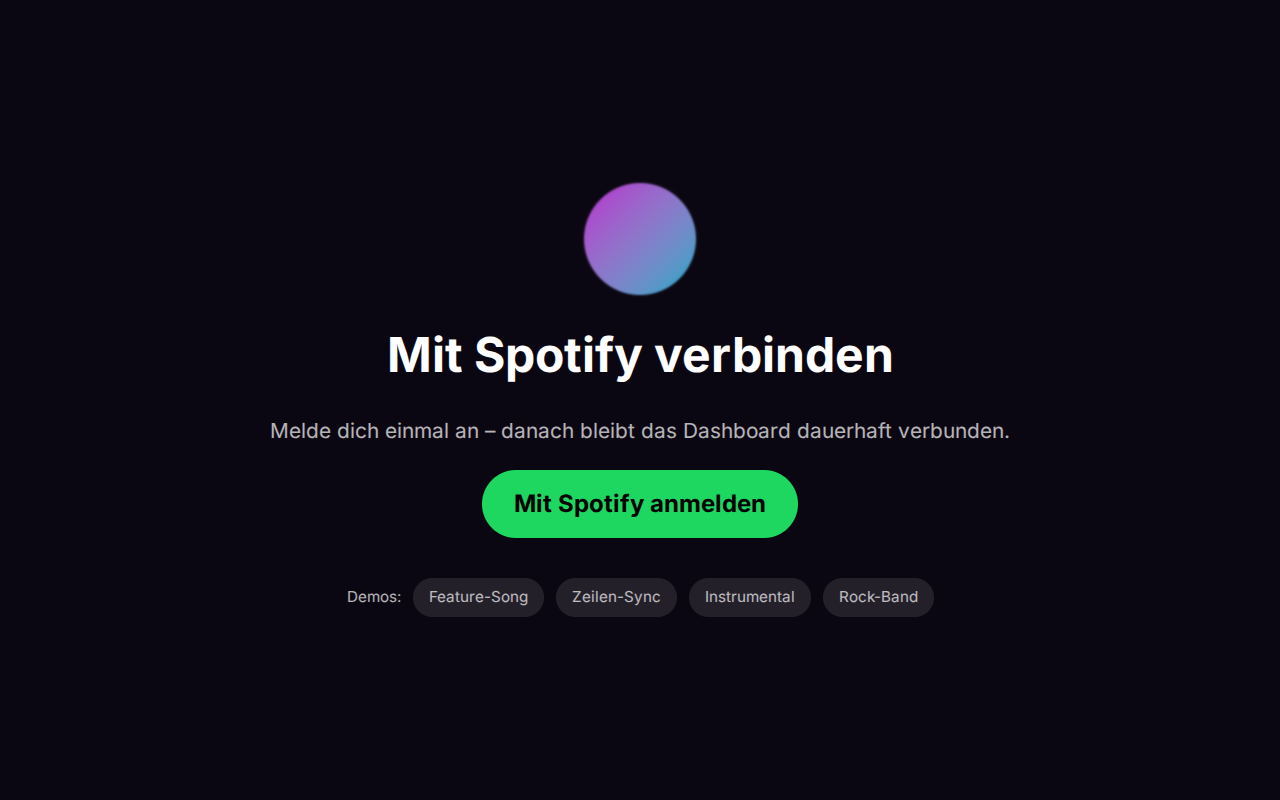 Mit Spotify verbinden
Melde dich einmal an – danach bleibt das Dashboard dauerhaft verbunden.
Mit Spotify anmelden
Demos: Feature-Song Zeilen-Sync Instrumental Rock-Band